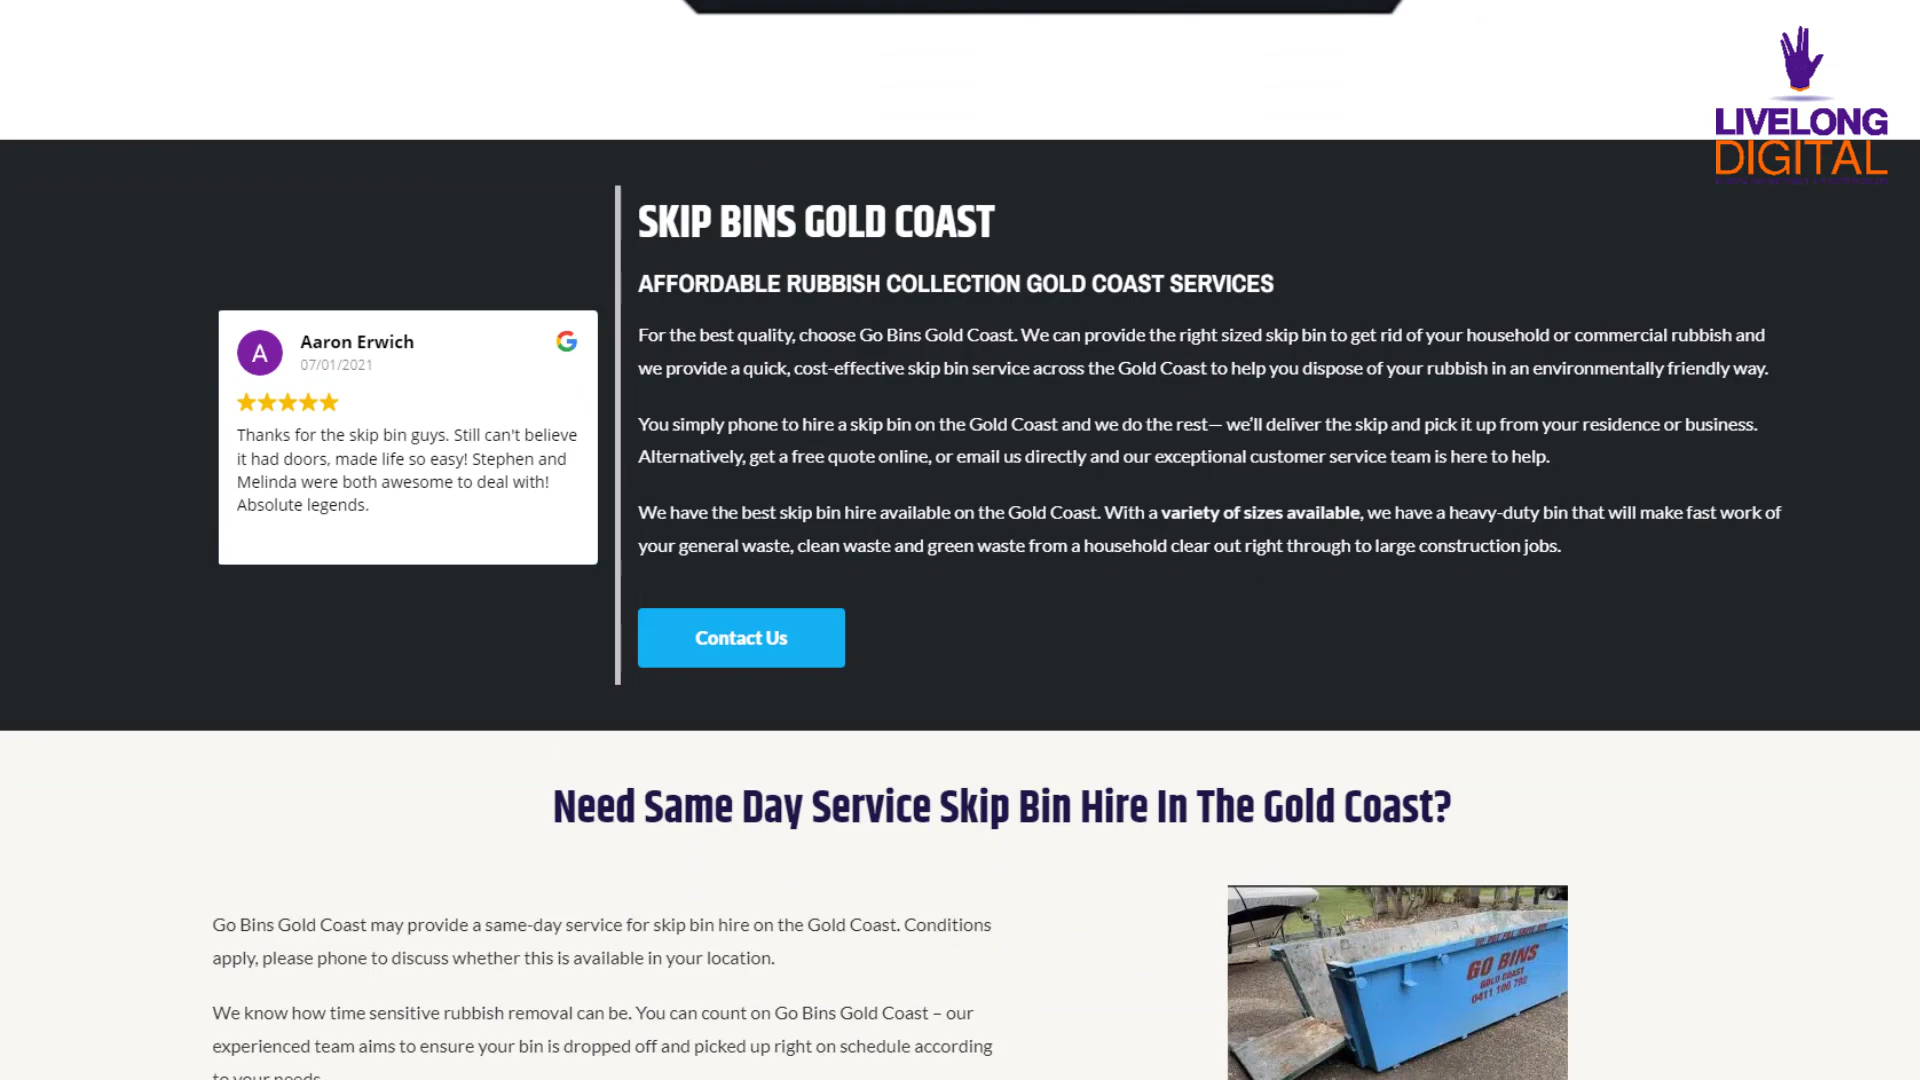 LIVELONG
DIGITAL
SKIP BINS GOLD COAST
AFFORDABLE RUBBISH COLLECTION GOLD COAST SERVICES
For the best quality, choose Go Bins Gold Coast. We can provide the right sized skip bin to get rid of your household or commercial rubbish and
we provide a quick, cost-effective skip bin service across the Gold Coast to help you dispose of your rubbish in an environmentally friendly way.
You simply phone to hire a skip bin on the Gold Coast and we do the rest— we’ll deliver the skip and pick it up from your residence or business.
Alternatively, get a free quote online, or email us directly and our exceptional customer service team is here to help.
We have the best skip bin hire available on the Gold Coast. With a variety of sizes available, we have a heavy-duty bin that will make fast work of
your general waste, clean waste and green waste from a household clear out right through to large construction jobs.
Contact Us
A
Aaron Erwich
07/01/2021
Thanks for the skip bin guys. Still can't believe
it had doors, made life so easy! Stephen and
Melinda were both awesome to deal with!
Absolute legends.
Need Same Day Service Skip Bin Hire In The Gold Coast?
Go Bins Gold Coast may provide a same-day service for skip bin hire on the Gold Coast. Conditions
apply, please phone to discuss whether this is available in your location.
We know how time sensitive rubbish removal can be. You can count on Go Bins Gold Coast – our
experienced team aims to ensure your bin is dropped off and picked up right on schedule according
to your needs.
GO BINS
GOLD COAST
0411 106 792